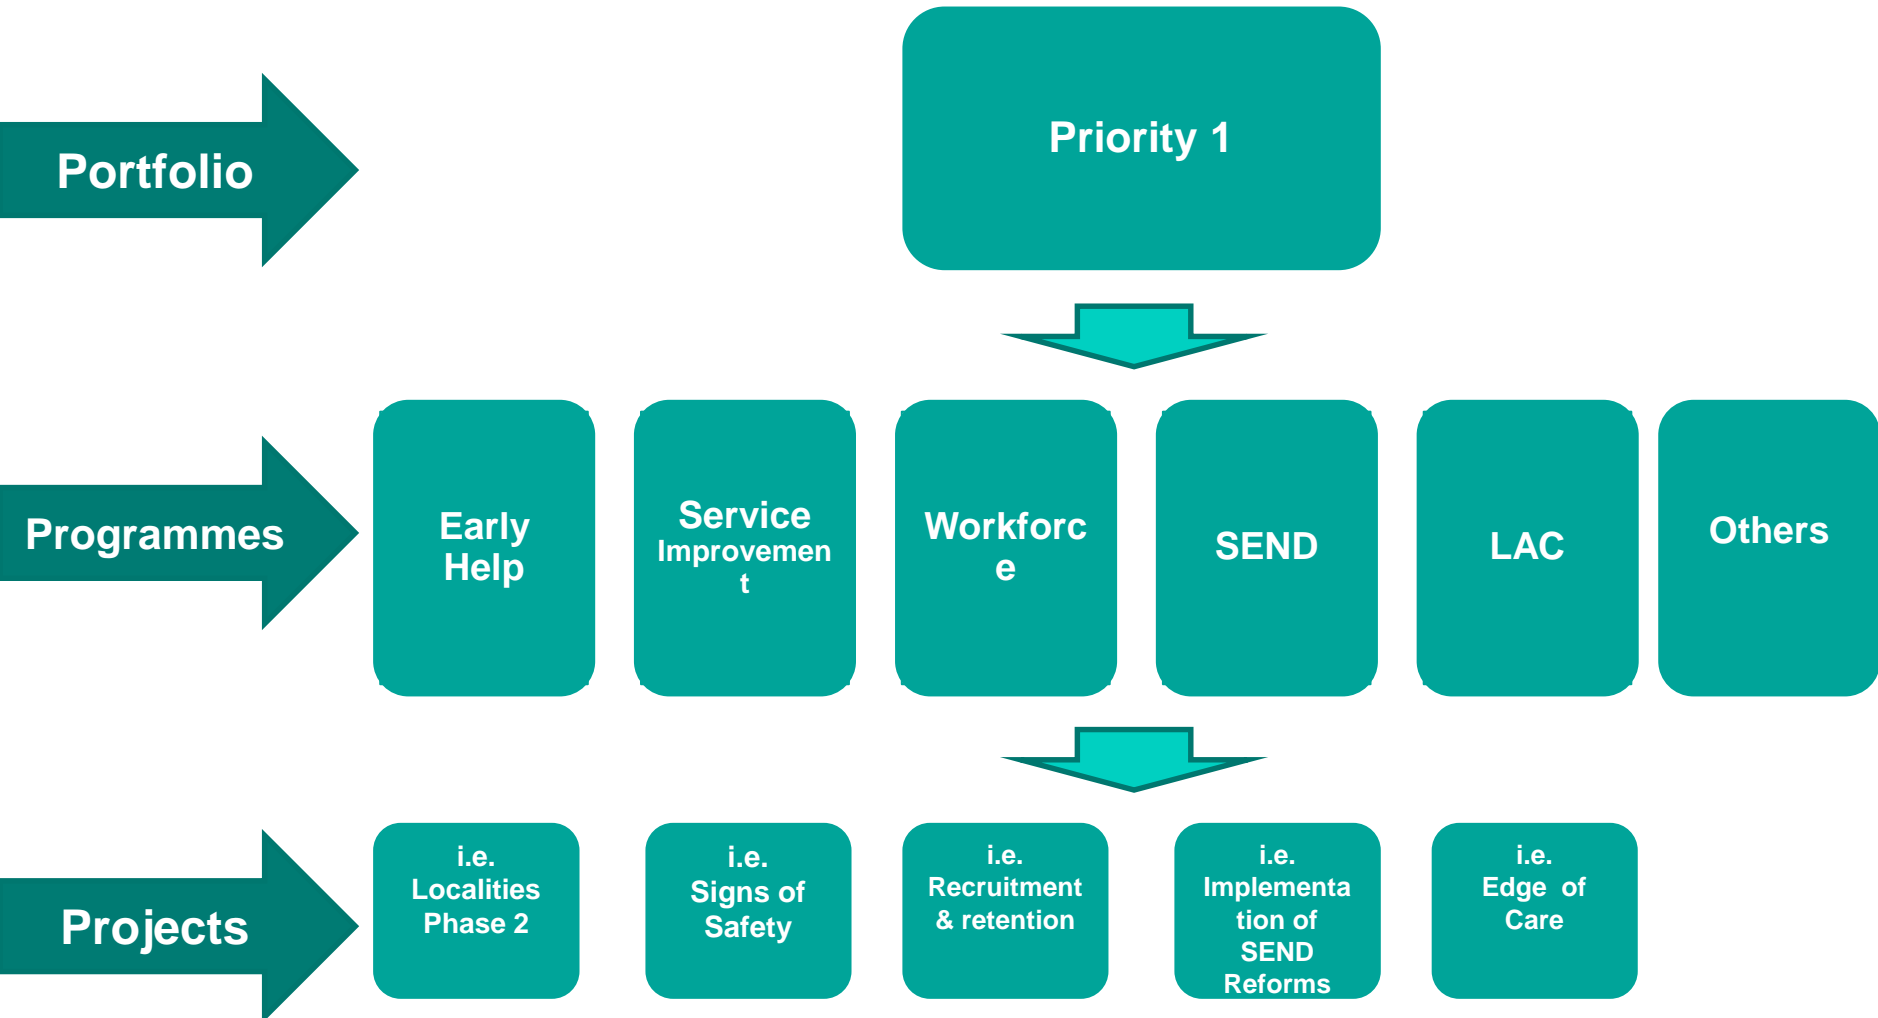 Portfolio
Priority 1
Programmes
Early
Help
Service
Improvemen
t
Workforc
e
SEND
LAC
Others
Projects
i.e.
Localities
Phase 2
i.e.
Signs of
Safety
i.e.
Recruitment
& retention
i.e.
Implementa
tion of
SEND
Reforms
i.e.
Edge of
Care